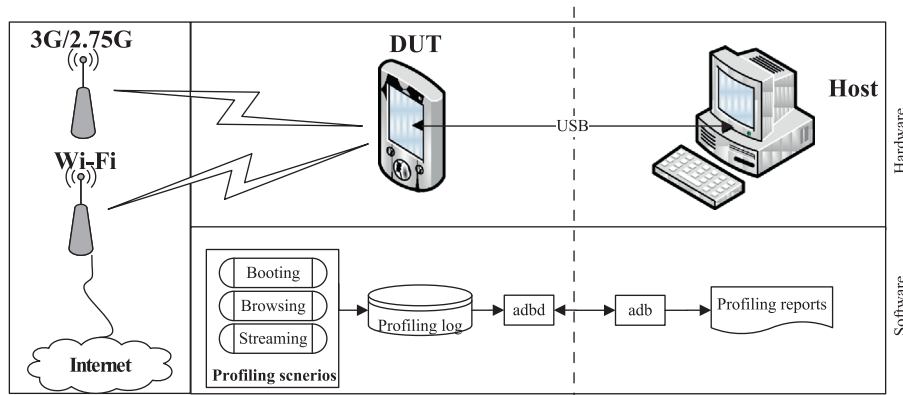 3G/2.75G
DUT
Host
USB
Wi-Fi
Hardware
Booting
Browsing
Streaming
Profiling scnerios
Profiling log
adbd
adb
Profiling reports
Internet
Software